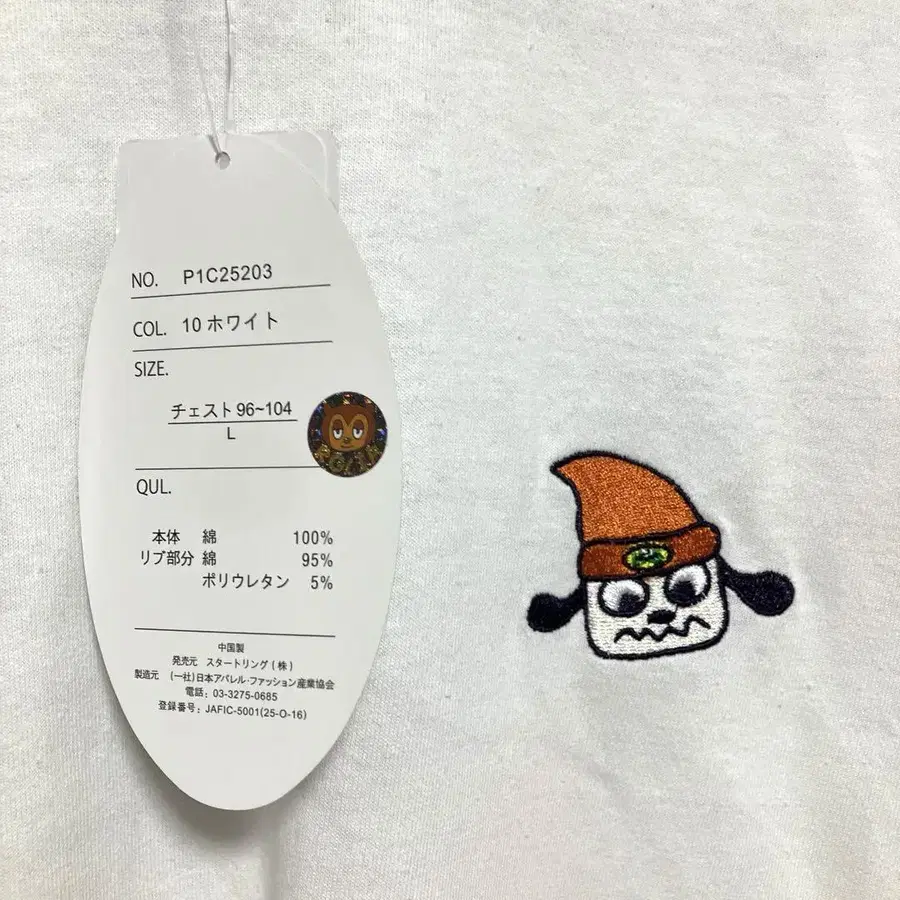 NO. P1C25203
COL. 10 ホワイト
SIZE.
チェスト 96~104
L
QUL.
本体 綿 100%
リブ部分 綿 95%
ポリウレタン 5%
中国製
発売元 スタートリング(株)
製造元 (一社)日本アパレル・ファッション産業協会
電話: 03-3275-0685
登録番号: JAFIC-5001(25-O-16)